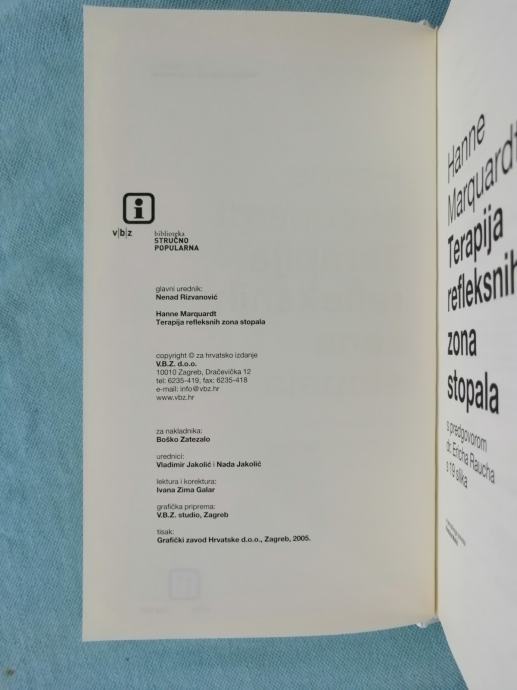 i
v|b|z
biblioteka
STRUČNO
POPULARNA
glavni urednik:
Nenad Rizvanović
Hanne Marquardt
Terapija refleksnih zona stopala
copyright © za hrvatsko izdanje
V.B.Z. d.o.o.
10010 Zagreb, Dračevička 12
tel: 6235-419, fax: 6235-418
e-mail: info@vbz.hr
www.vbz.hr
za nakladnika:
Boško Zatezalo
urednici:
Vladimir Jakolić i Nada Jakolić
lektura i korektura:
Ivana Zima Galar
grafička priprema:
V.B.Z. studio, Zagreb
tisak:
Grafički zavod Hrvatske d.o.o., Zagreb, 2005.
Hanne
Marquardt
Terapija
refleksnih
zona
stopala
s predgovorom
dr. Ericha Raucha
s 19 slika